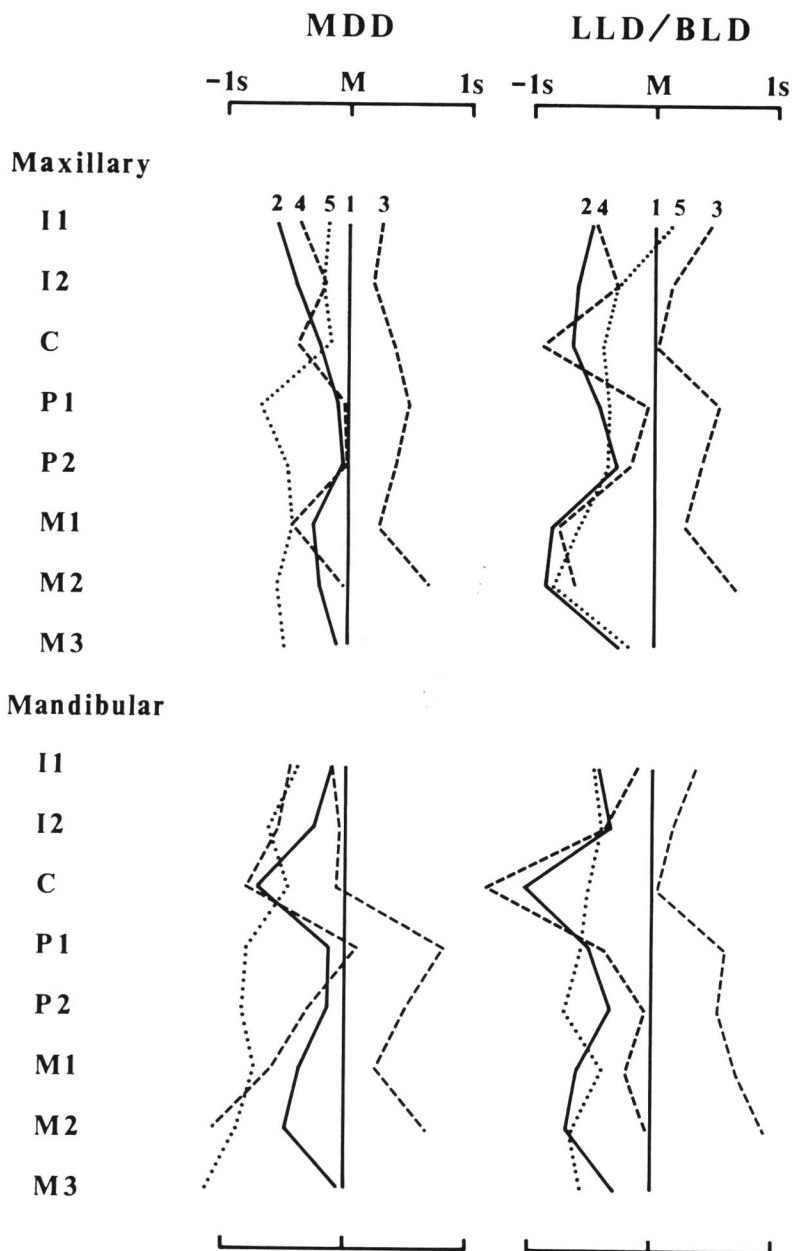 MDD LLD/BLD
-1s M 1s -1s M 1s
Maxillary
2 4 5 1 3 2 4 1 5 3
I1
I2
C
P1
P2
M1
M2
M3
Mandibular
I1
I2
C
P1
P2
M1
M2
M3